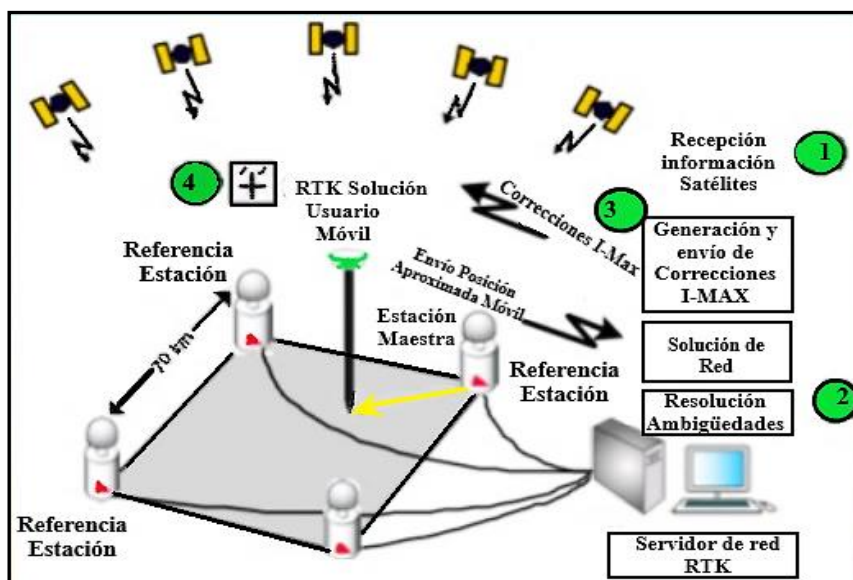 Recepción
información
Satélites
1
4
RTK Solución
Usuario
Móvil
3
Correcciones I-Max
Generación y
envío de
Correcciones
I-MAX
Referencia
Estación
Envío Posición
Aproximada Móvil
Estación
Maestra
70 km
Solución de
Red
Referencia
Estación
2
Resolución
Ambigüedades
Referencia
Estación
Servidor de red
RTK